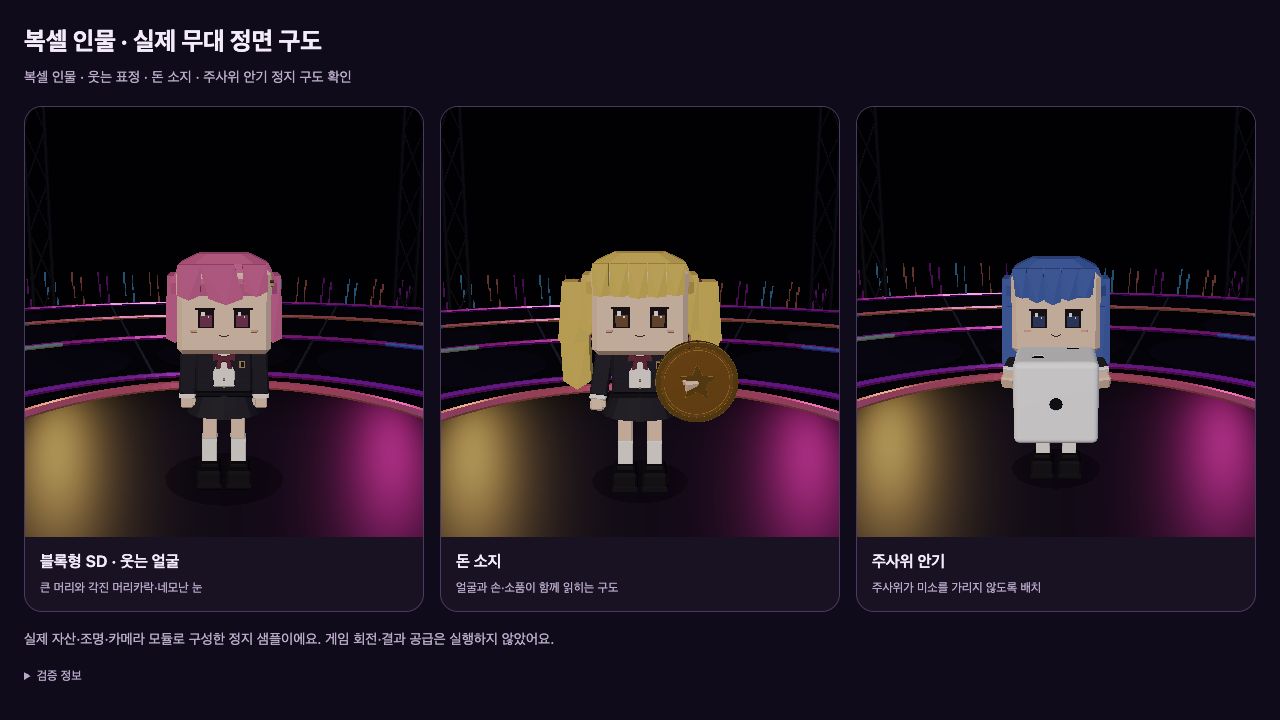 복셀 인물 · 실제 무대 정면 구도
복셀 인물 · 웃는 표정 · 돈 소지 · 주사위 안기 정지 구도 확인
블록형 SD · 웃는 얼굴
큰 머리와 각진 머리카락·네모난 눈
돈 소지
얼굴과 손·소품이 함께 읽히는 구도
주사위 안기
주사위가 미소를 가리지 않도록 배치
실제 자산·조명·카메라 모듈로 구성한 정지 샘플이에요. 게임 회전·결과 공급은 실행하지 않았어요.
▶ 검증 정보